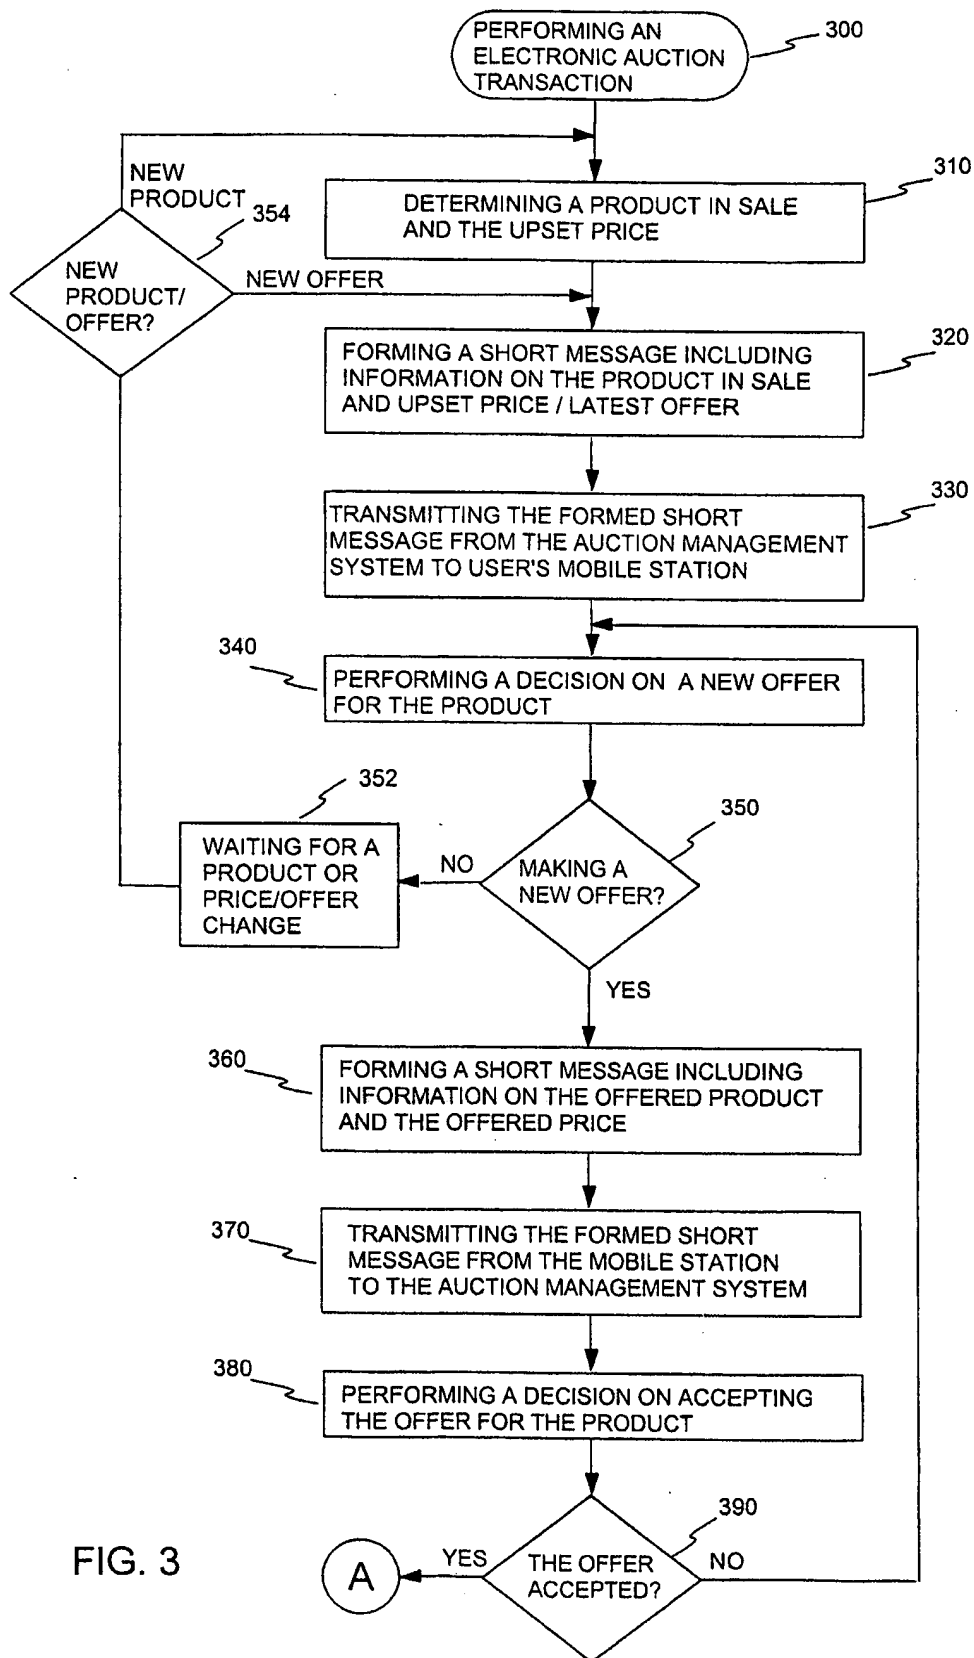 PERFORMING AN
ELECTRONIC AUCTION
TRANSACTION
300
NEW
PRODUCT
310
DETERMINING A PRODUCT IN SALE
AND THE UPSET PRICE
354
NEW
PRODUCT/
OFFER?
NEW OFFER
320
FORMING A SHORT MESSAGE INCLUDING
INFORMATION ON THE PRODUCT IN SALE
AND UPSET PRICE / LATEST OFFER
330
TRANSMITTING THE FORMED SHORT
MESSAGE FROM THE AUCTION MANAGEMENT
SYSTEM TO USER'S MOBILE STATION
340
PERFORMING A DECISION ON A NEW OFFER
FOR THE PRODUCT
352
WAITING FOR A
PRODUCT OR
PRICE/OFFER
CHANGE
NO
350
MAKING A
NEW OFFER?
YES
360
FORMING A SHORT MESSAGE INCLUDING
INFORMATION ON THE OFFERED PRODUCT
AND THE OFFERED PRICE
370
TRANSMITTING THE FORMED SHORT
MESSAGE FROM THE MOBILE STATION
TO THE AUCTION MANAGEMENT SYSTEM
380
PERFORMING A DECISION ON ACCEPTING
THE OFFER FOR THE PRODUCT
390
THE OFFER
ACCEPTED?
YES
NO
A
FIG. 3